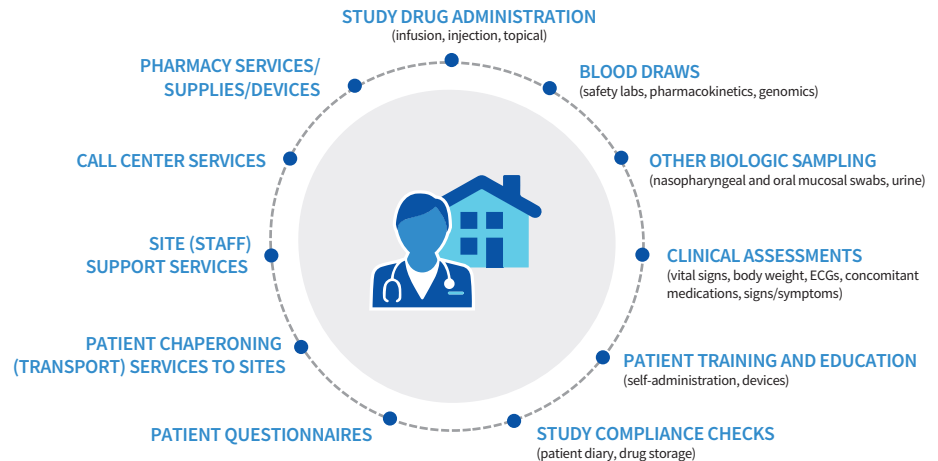 STUDY DRUG ADMINISTRATION
(infusion, injection, topical)
BLOOD DRAWS
(safety labs, pharmacokinetics, genomics)
OTHER BIOLOGIC SAMPLING
(nasopharyngeal and oral mucosal swabs, urine)
CLINICAL ASSESSMENTS
(vital signs, body weight, ECGs, concomitant
medications, signs/symptoms)
PATIENT TRAINING AND EDUCATION
(self-administration, devices)
STUDY COMPLIANCE CHECKS
(patient diary, drug storage)
PATIENT QUESTIONNAIRES
PATIENT CHAPERONING
(TRANSPORT) SERVICES TO SITES
SITE (STAFF)
SUPPORT SERVICES
CALL CENTER SERVICES
PHARMACY SERVICES/
SUPPLIES/DEVICES